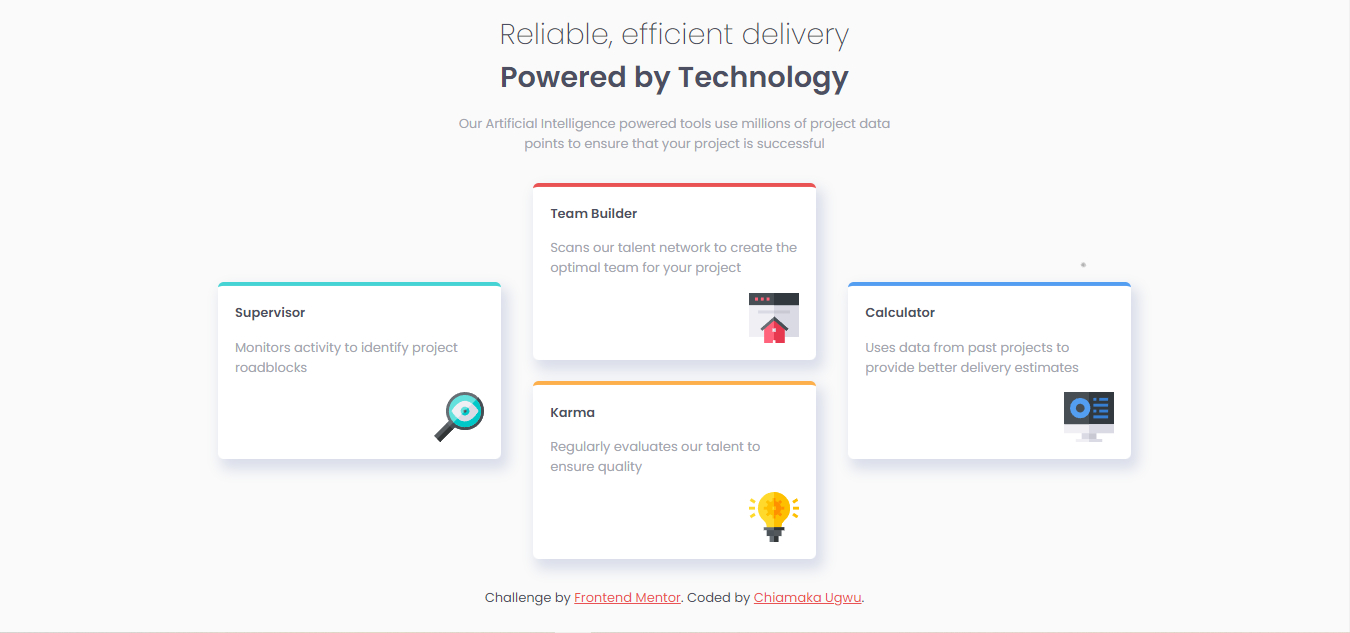 Reliable, efficient delivery
Powered by Technology
Our Artificial Intelligence powered tools use millions of project data
points to ensure that your project is successful
Supervisor
Monitors activity to identify project
roadblocks
Team Builder
Scans our talent network to create the
optimal team for your project
Karma
Regularly evaluates our talent to
ensure quality
Calculator
Uses data from past projects to
provide better delivery estimates
Challenge by Frontend Mentor. Coded by Chiamaka Ugwu.